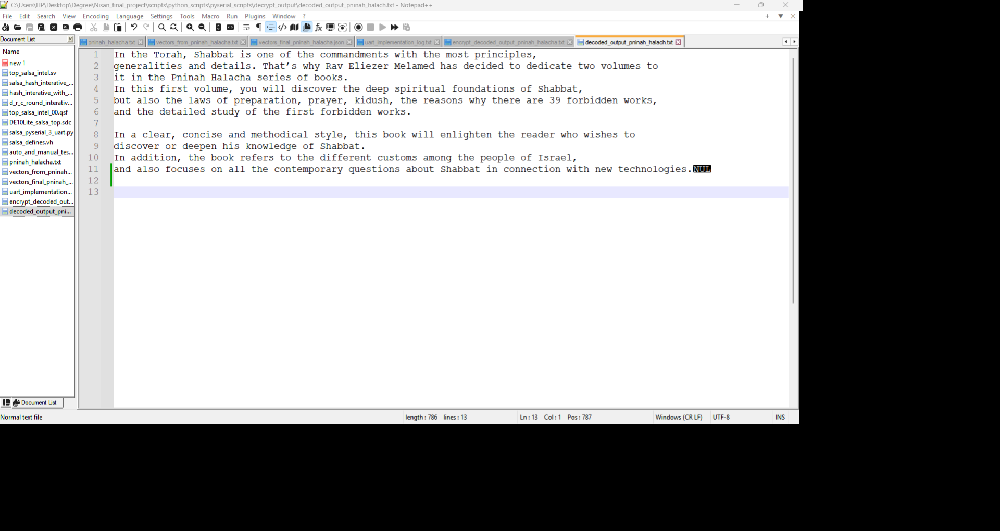 C:\Users\HP\Desktop\Degree\Nisan_final_project\scripts\python_scripts\pyserial_scripts\decrypt_output\decoded_output_pninah_halach.txt - Notepad++
File Edit Search View Encoding Language Settings Tools Macro Run Plugins Window ?
Document List
pninah_halacha.txt vectors_from_pninah_halacha.txt vectors_final_pninah_halacha.json uart_implementation_log.txt encrypt_decoded_output_pninah_halacha.txt decoded_output_pninah_halach.txt
Name
new 1
top_salsa_intel.sv
salsa_hash_interative_...
hash_interative_with_...
d_r_c_round_interativ...
top_salsa_intel_00.qsf
DE10Lite_salsa_top.sdc
salsa_pyserial_3_uart.py
salsa_defines.vh
auto_and_manual_tes...
pninah_halacha.txt
vectors_from_pninah...
vectors_final_pninah_...
uart_implementation...
encrypt_decoded_out...
decoded_output_pni...
Document List
1 In the Torah, Shabbat is one of the commandments with the most principles,
2 generalities and details. That's why Rav Eliezer Melamed has decided to dedicate two volumes to
3 it in the Pninah Halacha series of books.
4 In this first volume, you will discover the deep spiritual foundations of Shabbat,
5 but also the laws of preparation, prayer, kidush, the reasons why there are 39 forbidden works,
6 and the detailed study of the first forbidden works.
7
8 In a clear, concise and methodical style, this book will enlighten the reader who wishes to
9 discover or deepen his knowledge of Shabbat.
10 In addition, the book refers to the different customs among the people of Israel,
11 and also focuses on all the contemporary questions about Shabbat in connection with new technologies.NUL
12
13
Normal text file length : 786 lines : 13 Ln : 13 Col : 1 Pos : 787 Windows (CR LF) UTF-8 INS